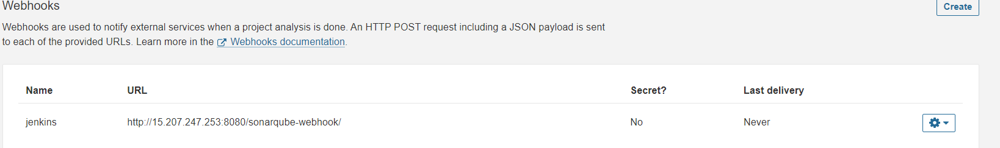 Webhooks
Create
Webhooks are used to notify external services when a project analysis is done. An HTTP POST request including a JSON payload is sent
to each of the provided URLs. Learn more in the Webhooks documentation.
Name URL Secret? Last delivery
jenkins http://15.207.247.253:8080/sonarqube-webhook/ No Never